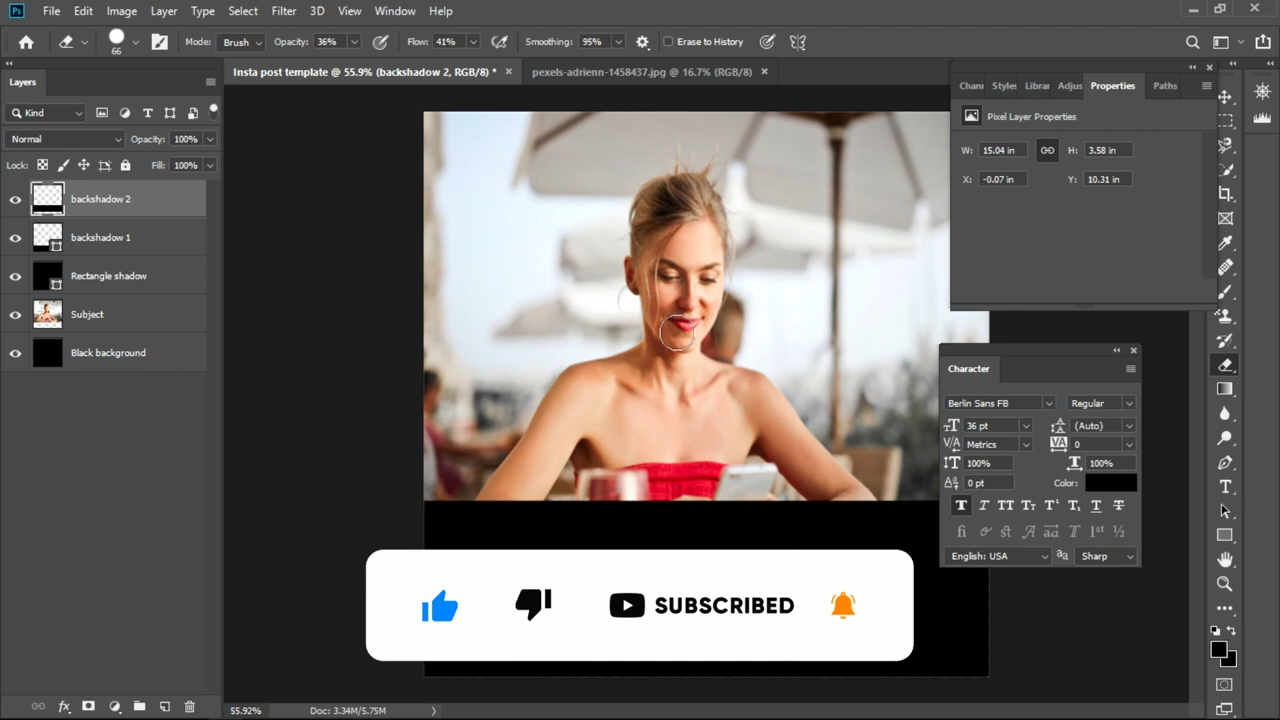 Ps File Edit Image Layer Type Select Filter 3D View Window Help
66 Mode: Brush Opacity: 36% Flow: 41% Smoothing: 95% Erase to History
Insta post template @ 55.9% (backshadow 2, RGB/8) * pexels-adrienn-1458437.jpg @ 16.7% (RGB/8)
Layers
Kind
Normal Opacity: 100%
Lock: Fill: 100%
backshadow 2
backshadow 1
Rectangle shadow
Subject
Black background
Chann Styles Librar Adjus Properties Paths
Pixel Layer Properties
W: 15.04 in H: 3.58 in
X: -0.07 in Y: 10.31 in
Character
Berlin Sans FB Regular
36 pt (Auto)
Metrics 0
100% 100%
0 pt Color:
English: USA Sharp
SUBSCRIBED
55.92% Doc: 3.34M/5.75M